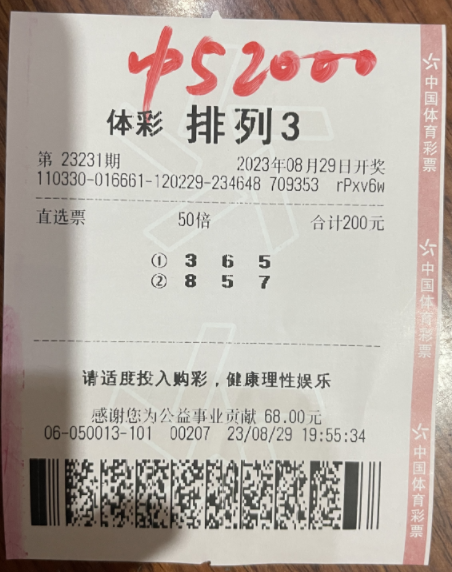 中52000
体彩 排列3
第 23231期 2023年08月29日开奖
110330-016661-120229-234648 709353 rPxv6w
直选票 50倍 合计200元
① 3 6 5
② 8 5 7
请适度投入购彩，健康理性娱乐
感谢您为公益事业贡献 68.00元
06-050013-101 00207 23/08/29 19:55:34
中国体育彩票
中国体育彩票
中国体育彩票